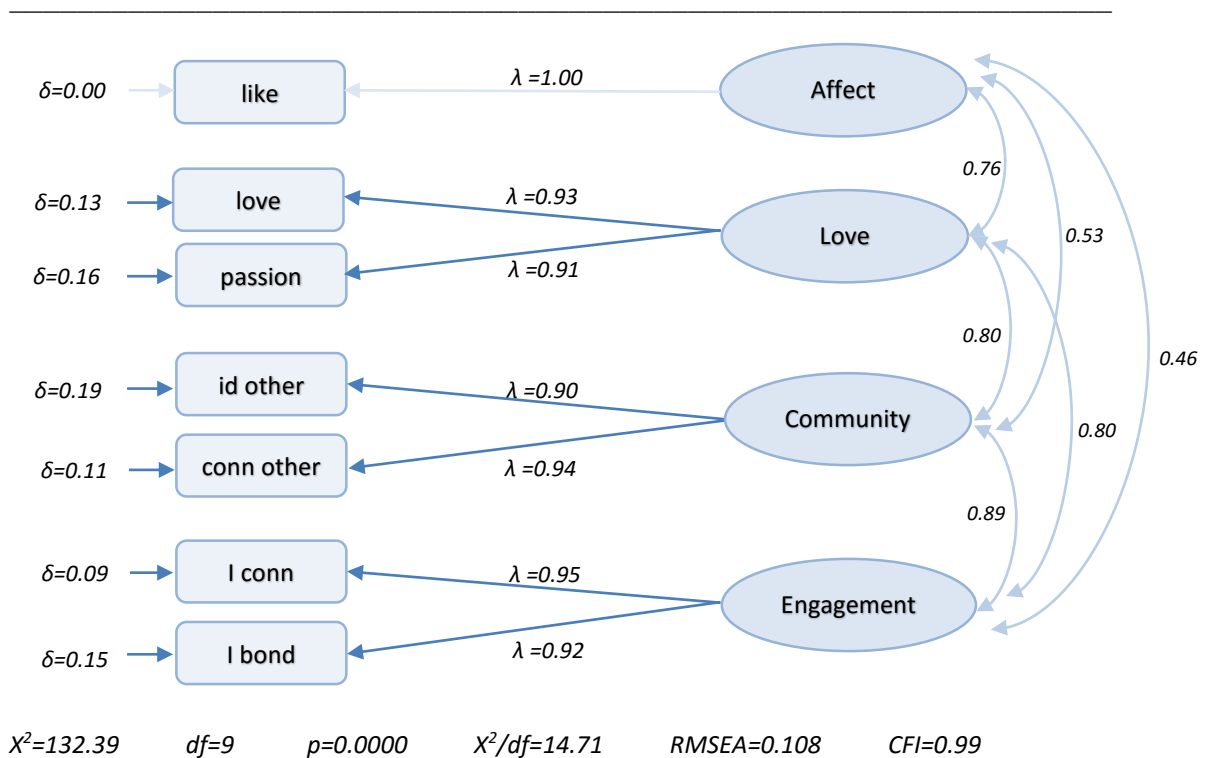 δ=0.00 like λ =1.00 Affect
0.76
δ=0.13 love λ =0.93 Love
0.53
δ=0.16 passion λ =0.91
0.80
0.46
δ=0.19 id other λ =0.90 Community
0.80
δ=0.11 conn other λ =0.94
0.89
δ=0.09 I conn λ =0.95 Engagement
δ=0.15 I bond λ =0.92
X²=132.39 df=9 p=0.0000 X²/df=14.71 RMSEA=0.108 CFI=0.99